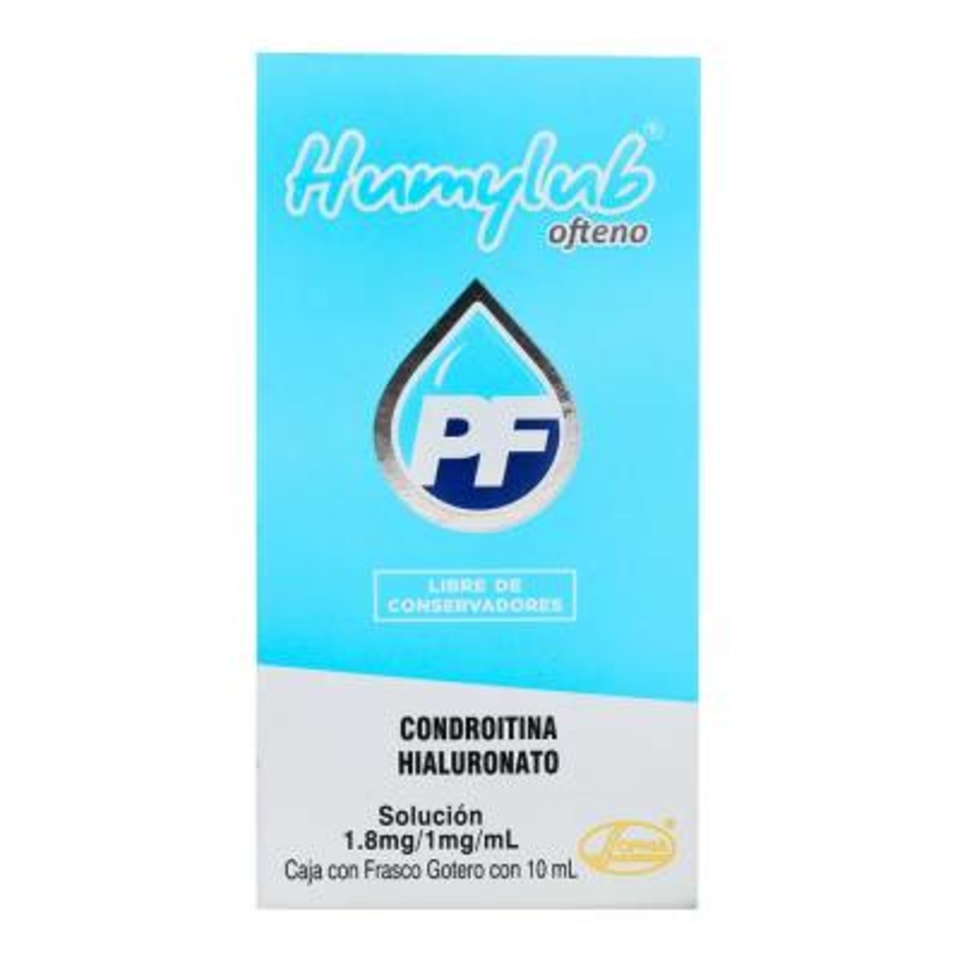 Humylub®
ofteno
PF
LIBRE DE
CONSERVADORES
CONDROITINA
HIALURONATO
Solución
1.8mg/1mg/mL
Caja con Frasco Gotero con 10 mL
SOPHIA®